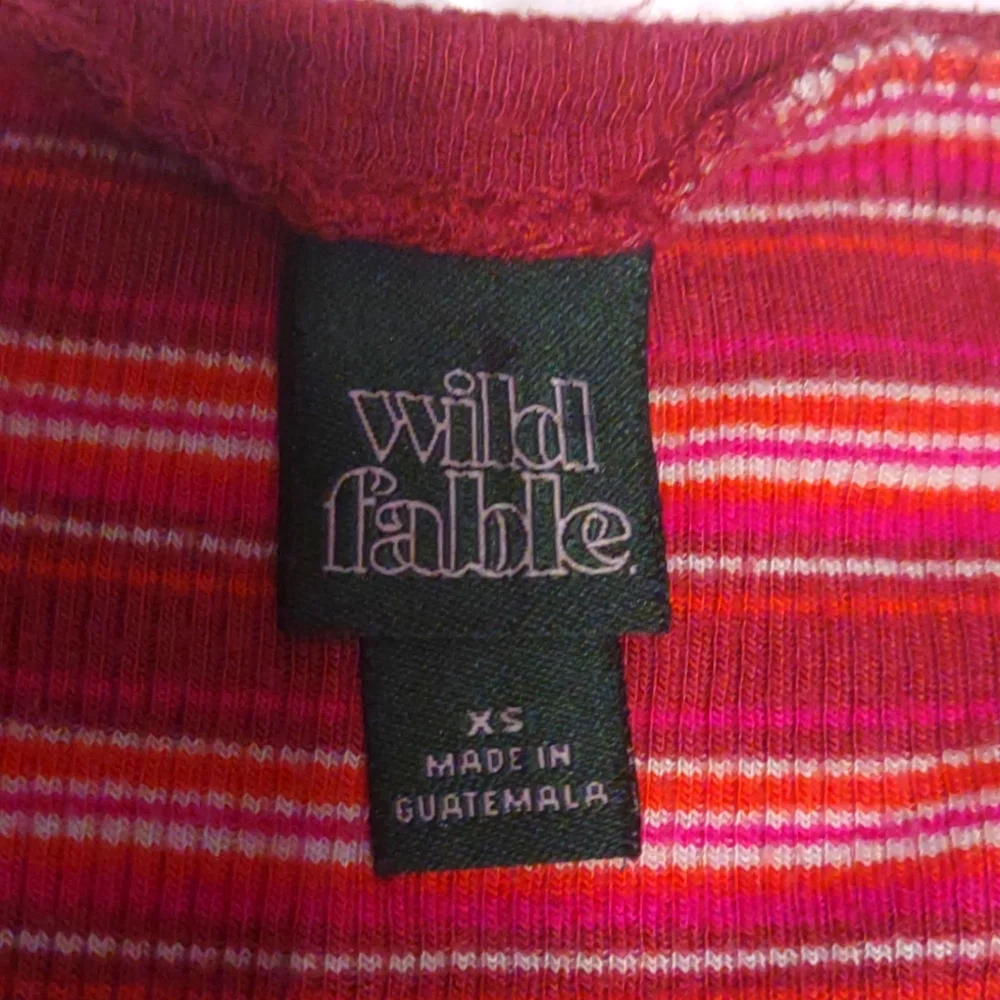 wild
fable.
XS
MADE IN
GUATEMALA